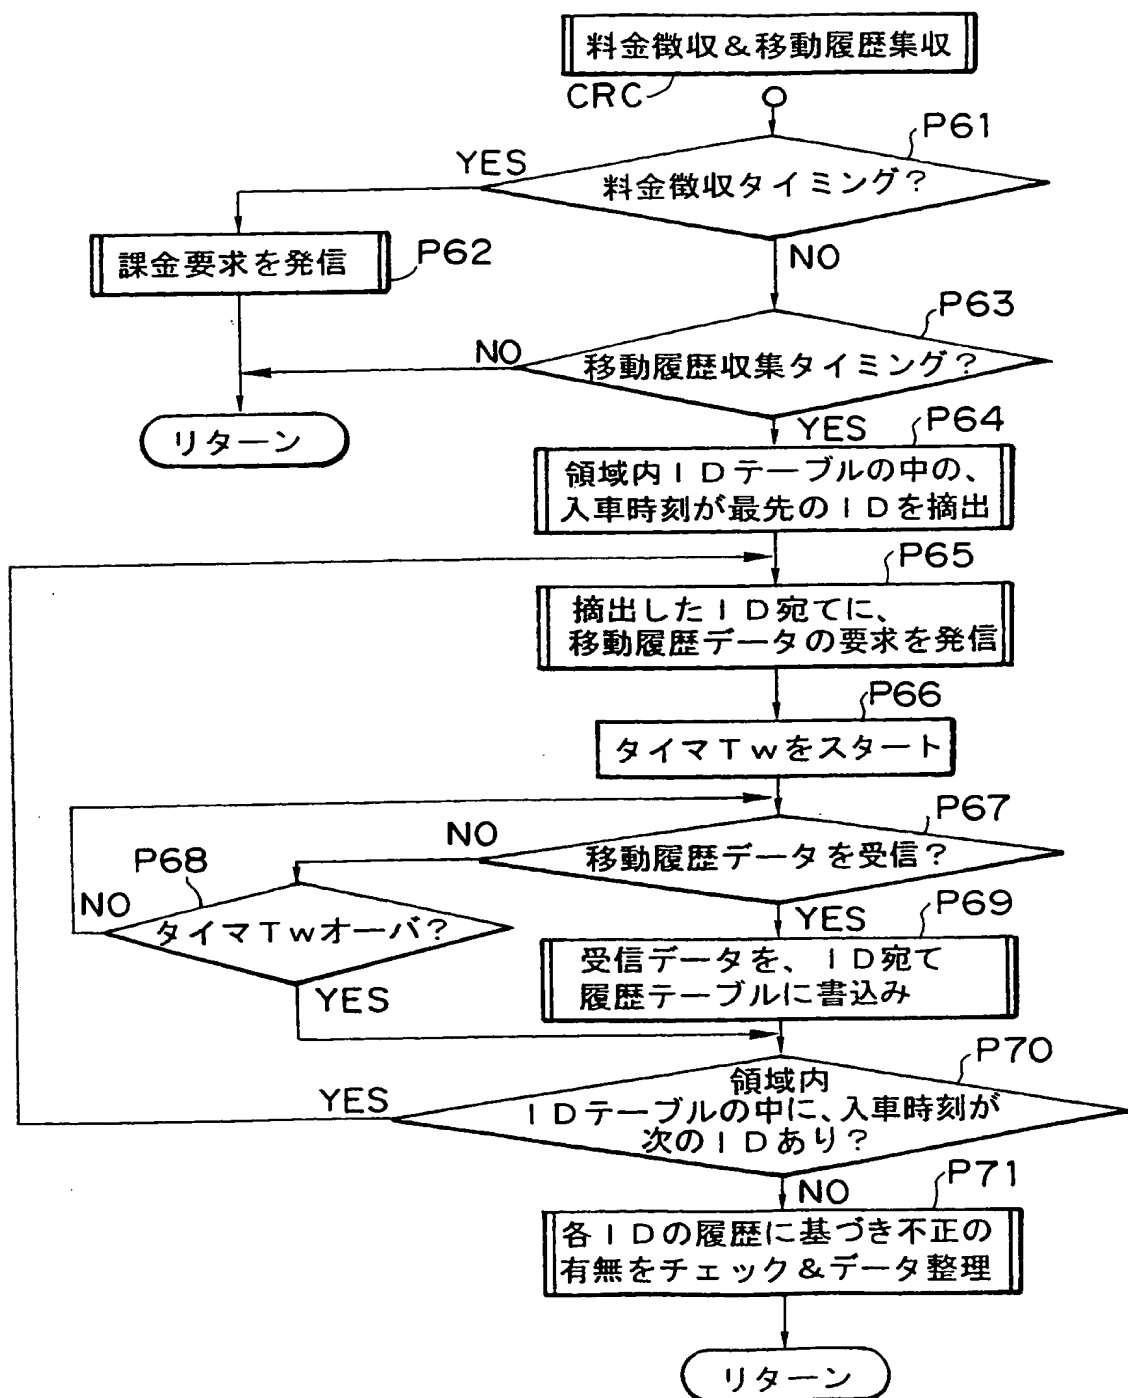 料金徴収&移動履歴集収
CRC
P61
YES
料金徴収タイミング?
課金要求を発信
P62
NO
P63
NO
移動履歴収集タイミング?
リターン
YES
P64
領域内IDテーブルの中の、
入車時刻が最先のIDを摘出
P65
摘出したID宛てに、
移動履歴データの要求を発信
P66
タイマTwをスタート
P67
NO
移動履歴データを受信?
P68
NO
タイマTwオーバ?
YES
YES
P69
受信データを、ID宛て
履歴テーブルに書込み
P70
YES
領域内
IDテーブルの中に、入車時刻が
次のIDあり?
NO
P71
各IDの履歴に基づき不正の
有無をチェック&データ整理
リターン